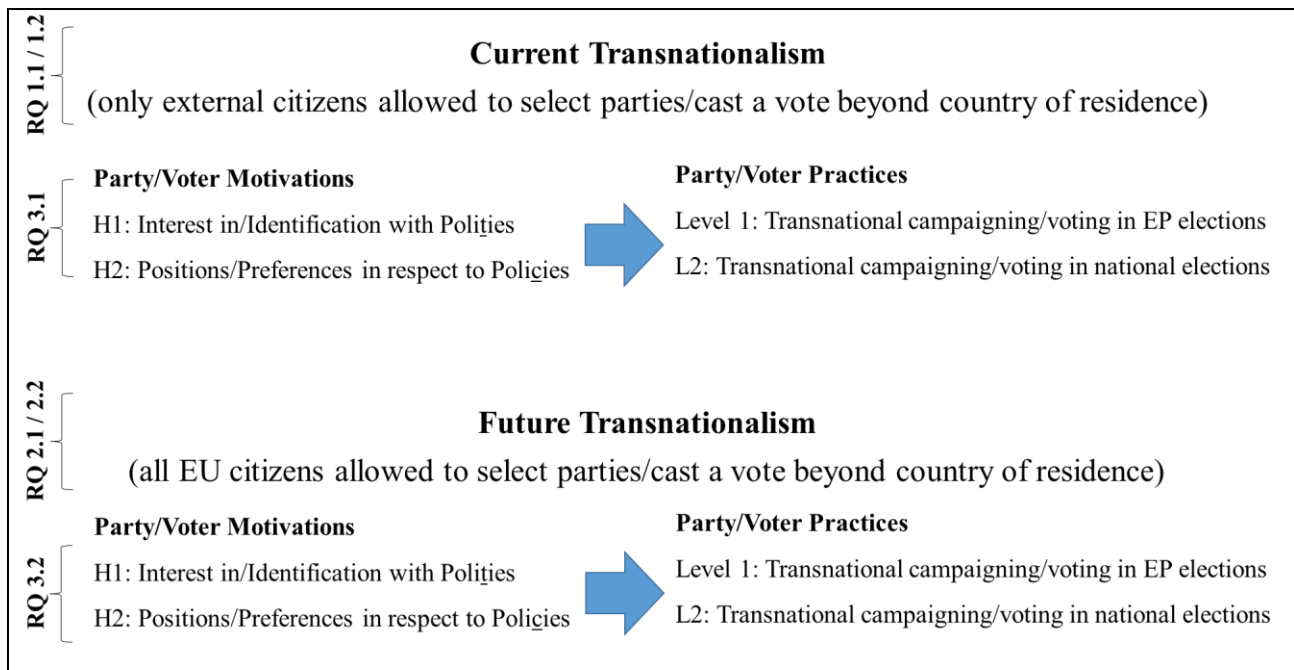 RQ 1.1 / 1.2
Current Transnationalism
(only external citizens allowed to select parties/cast a vote beyond country of residence)
RQ 3.1
Party/Voter Motivations
H1: Interest in/Identification with Polities
H2: Positions/Preferences in respect to Policies
Party/Voter Practices
Level 1: Transnational campaigning/voting in EP elections
L2: Transnational campaigning/voting in national elections
RQ 2.1 / 2.2
Future Transnationalism
(all EU citizens allowed to select parties/cast a vote beyond country of residence)
RQ 3.2
Party/Voter Motivations
H1: Interest in/Identification with Polities
H2: Positions/Preferences in respect to Policies
Party/Voter Practices
Level 1: Transnational campaigning/voting in EP elections
L2: Transnational campaigning/voting in national elections